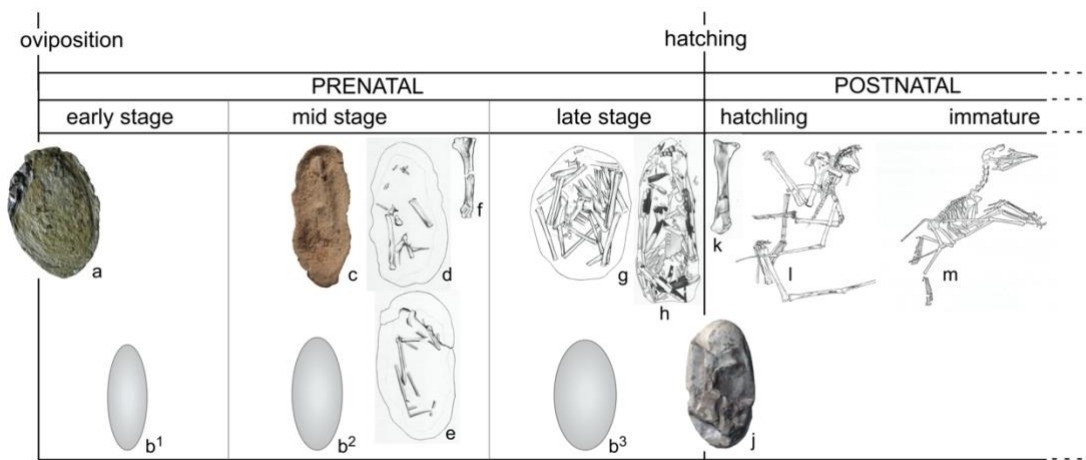 oviposition hatching
PRENATAL POSTNATAL
early stage mid stage late stage hatchling immature
f
a c d g h k l m
b¹ b² e b³ j